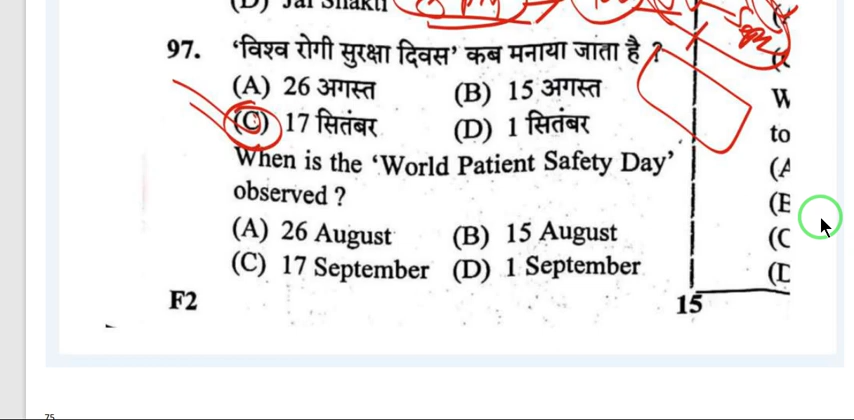 (D) Jal Shakti
97. ‘विश्व रोगी सुरक्षा दिवस’ कब मनाया जाता है ?
(A) 26 अगस्त (B) 15 अगस्त
(C) 17 सितंबर (D) 1 सितंबर
When is the ‘World Patient Safety Day’
observed ?
(A) 26 August (B) 15 August
(C) 17 September (D) 1 September
F2
15
W
to
(A
(B
(C
(D
75